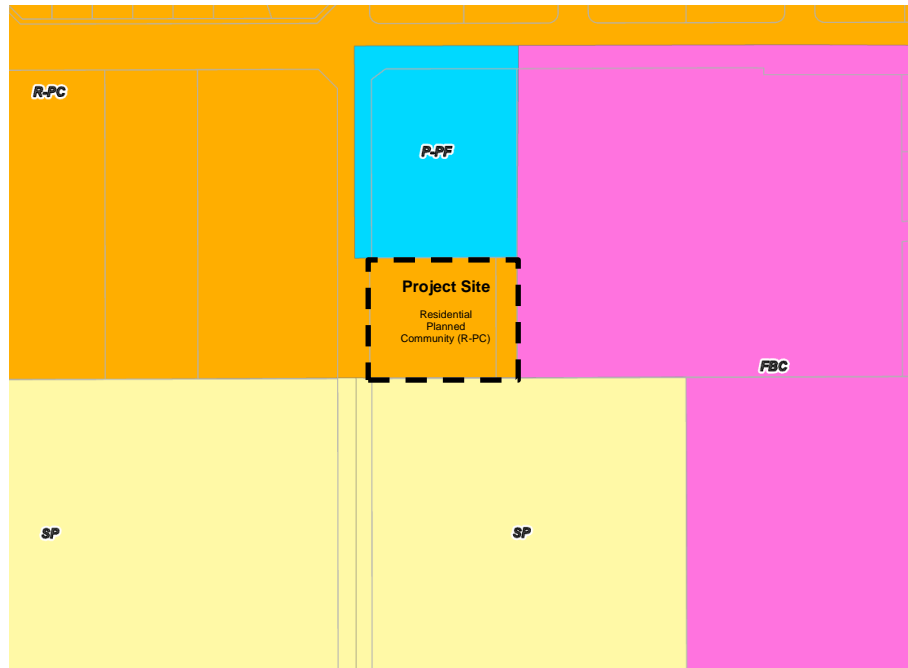 R-PC
P-PF
Project Site
Residential
Planned
Community (R-PC)
FBC
SP
SP